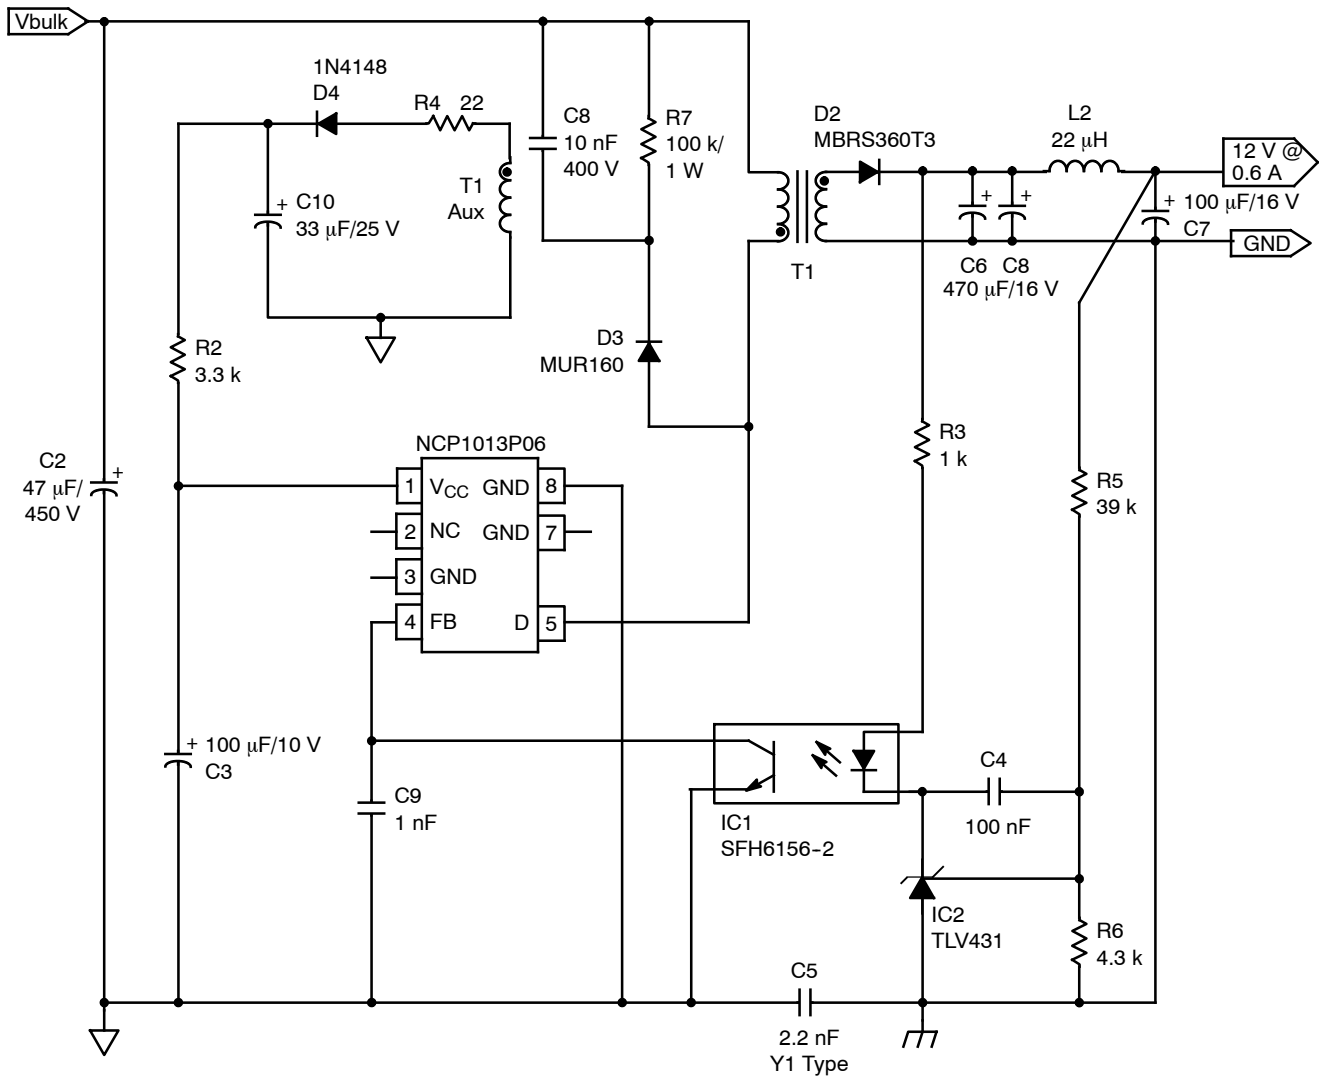 Vbulk
1N4148
D4
R4 22
C8
10 nF
400 V
R7
100 k/
1 W
D2
MBRS360T3
L2
22 μH
12 V @
0.6 A
T1
Aux
+ C10
33 μF/25 V
+
+
+ 100 μF/16 V
C7
GND
T1
C6 C8
470 μF/16 V
R2
3.3 k
D3
MUR160
NCP1013P06
R3
1 k
C2
47 μF/
450 V
+
1 VCC GND 8
2 NC GND 7
3 GND
4 FB D 5
R5
39 k
+ 100 μF/10 V
C3
C9
1 nF
IC1
SFH6156-2
C4
100 nF
IC2
TLV431
R6
4.3 k
C5
2.2 nF
Y1 Type